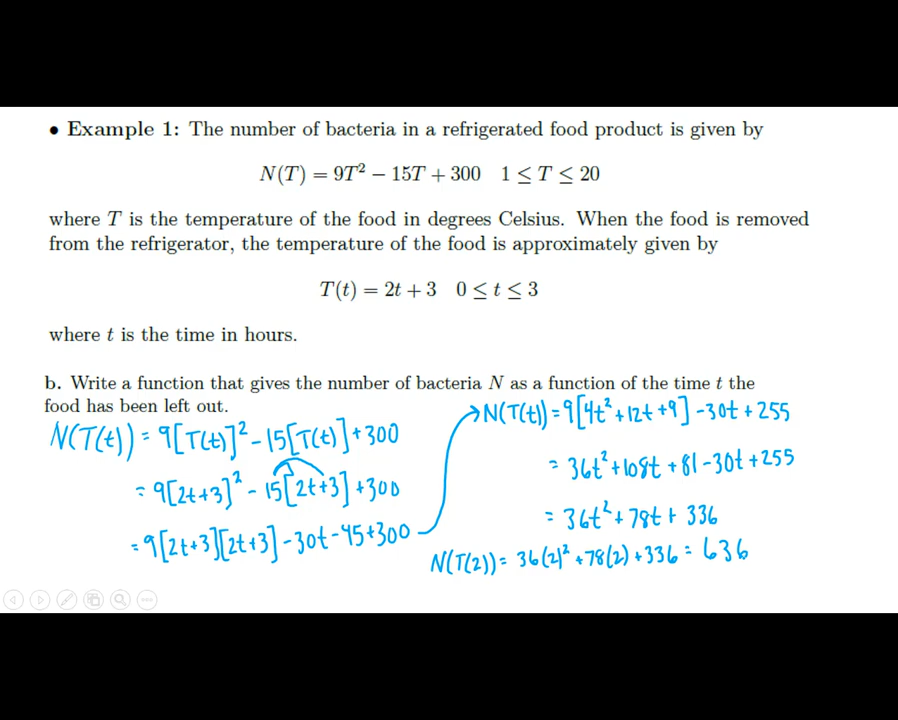 • Example 1: The number of bacteria in a refrigerated food product is given by
N(T) = 9T² − 15T + 300   1 ≤ T ≤ 20
where T is the temperature of the food in degrees Celsius. When the food is removed
from the refrigerator, the temperature of the food is approximately given by
T(t) = 2t + 3   0 ≤ t ≤ 3
where t is the time in hours.
b. Write a function that gives the number of bacteria N as a function of the time t the
food has been left out.
N(T(t)) = 9[T(t)]² − 15[T(t)] + 300
= 9[2t+3]² − 15[2t+3] + 300
= 9[2t+3][2t+3] − 30t − 45 + 300
N(T(t)) = 9[4t² + 12t + 9] − 30t + 255
= 36t² + 108t + 81 − 30t + 255
= 36t² + 78t + 336
N(T(2)) = 36(2)² + 78(2) + 336 = 636